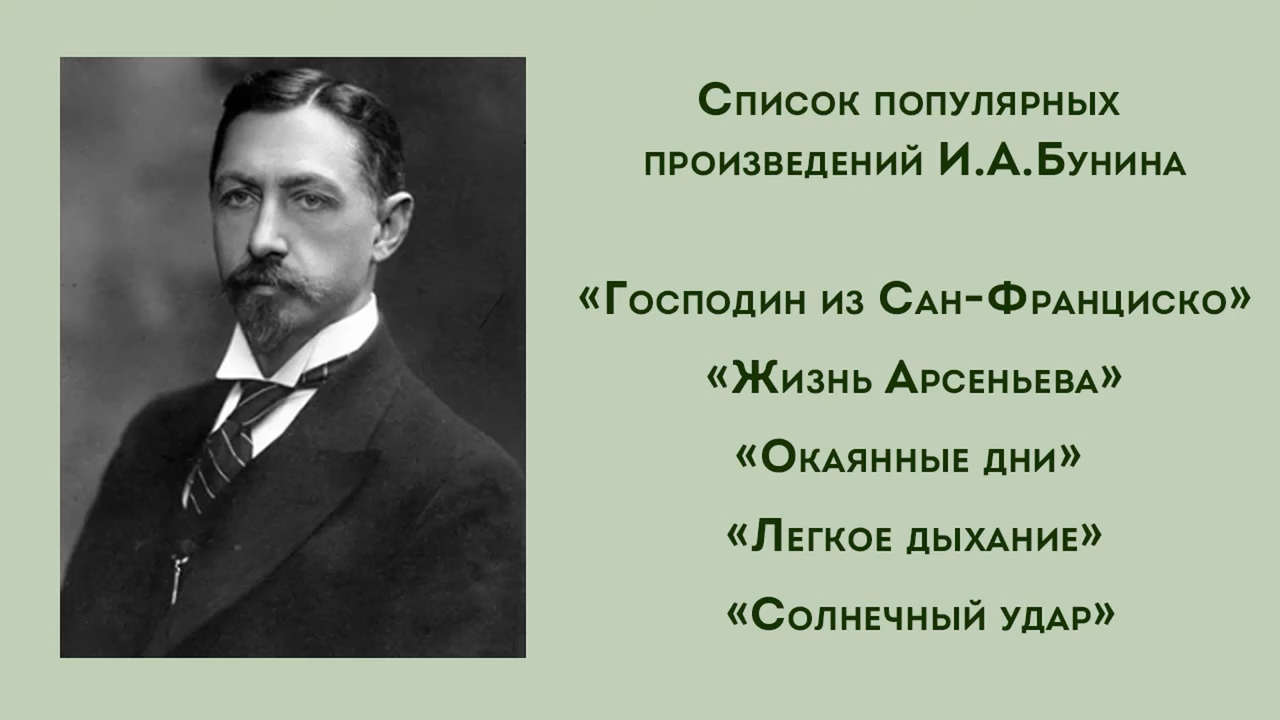 Список популярных
произведений И.А.Бунина
«Господин из Сан-Франциско»
«Жизнь Арсеньева»
«Окаянные дни»
«Легкое дыхание»
«Солнечный удар»